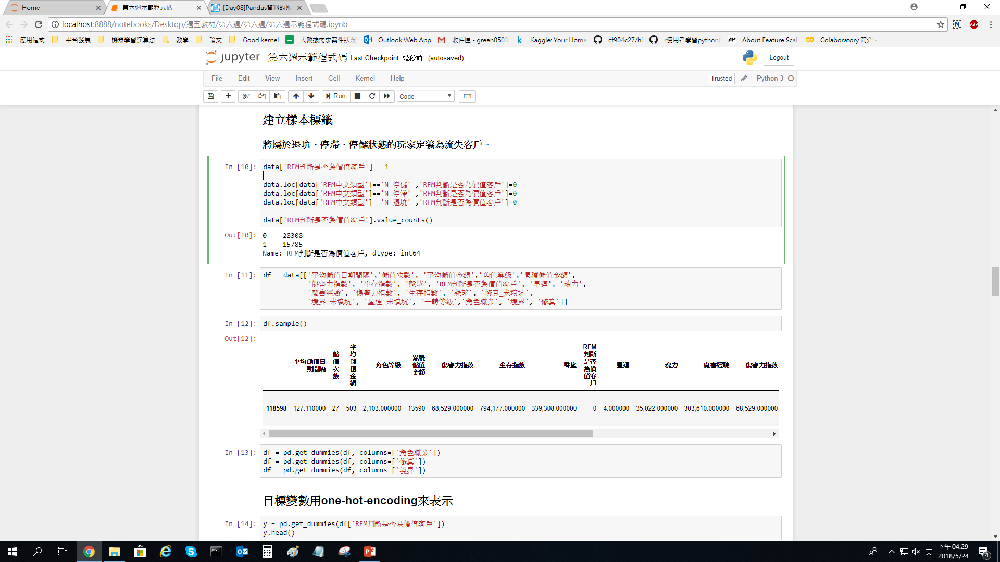 Home
第六週示範程式碼
[Day08]Pandas資料的取
localhost:8888/notebooks/Desktop/週五教材/第六週/第六週/第六週示範程式碼.ipynb
應用程式 平台發展 機器學習演算法 教學 論文 Good kernel 大數據需求案件狀況 Outlook Web App 收件匣 - green0503 Kaggle: Your Home cf904c27/hi r使用者學習python About Feature Scali Colaboratory 簡介 -
jupyter 第六週示範程式碼 Last Checkpoint: 幾秒前 (autosaved)
Logout
File Edit View Insert Cell Kernel Help
Trusted Python 3
Run Code
建立樣本標籤
將屬於退坑、停滯、停儲狀態的玩家定義為流失客戶。
In [10]: data['RFM判斷是否為價值客戶'] = 1
data.loc[data['RFM中文類型']=='N_停儲' ,'RFM判斷是否為價值客戶']=0
data.loc[data['RFM中文類型']=='N_停滯' ,'RFM判斷是否為價值客戶']=0
data.loc[data['RFM中文類型']=='N_退坑' ,'RFM判斷是否為價值客戶']=0
data['RFM判斷是否為價值客戶'].value_counts()
Out[10]: 0 28308
1 15785
Name: RFM判斷是否為價值客戶, dtype: int64
In [11]: df = data[['平均儲值日期間隔','儲值次數', '平均儲值金額','角色等級','累積儲值金額',
'傷害力指數', '生存指數', '聲望', 'RFM判斷是否為價值客戶', '星運', '魂力',
'魔書經驗', '傷害力指數', '生存指數', '聲望', '修真_未填坑',
'境界_未填坑', '星運_未填坑', '一轉等級','角色職業', '境界', '修真']]
In [12]: df.sample()
Out[12]:
平均儲值日期間隔 儲值次數 平均儲值金額 角色等級 累積儲值金額 傷害力指數 生存指數 聲望 RFM判斷是否為價值客戶 星運 魂力 魔書經驗 傷害力指數
118598 127.110000 27 503 2,103.000000 13590 68,529.000000 794,177.000000 339,308.000000 0 4.000000 35,022.000000 303,610.000000 68,529.000000
In [13]: df = pd.get_dummies(df, columns=['角色職業'])
df = pd.get_dummies(df, columns=['修真'])
df = pd.get_dummies(df, columns=['境界'])
目標變數用one-hot-encoding來表示
In [14]: y = pd.get_dummies(df['RFM判斷是否為價值客戶'])
y.head()
英
下午 04:29
2018/5/24
4